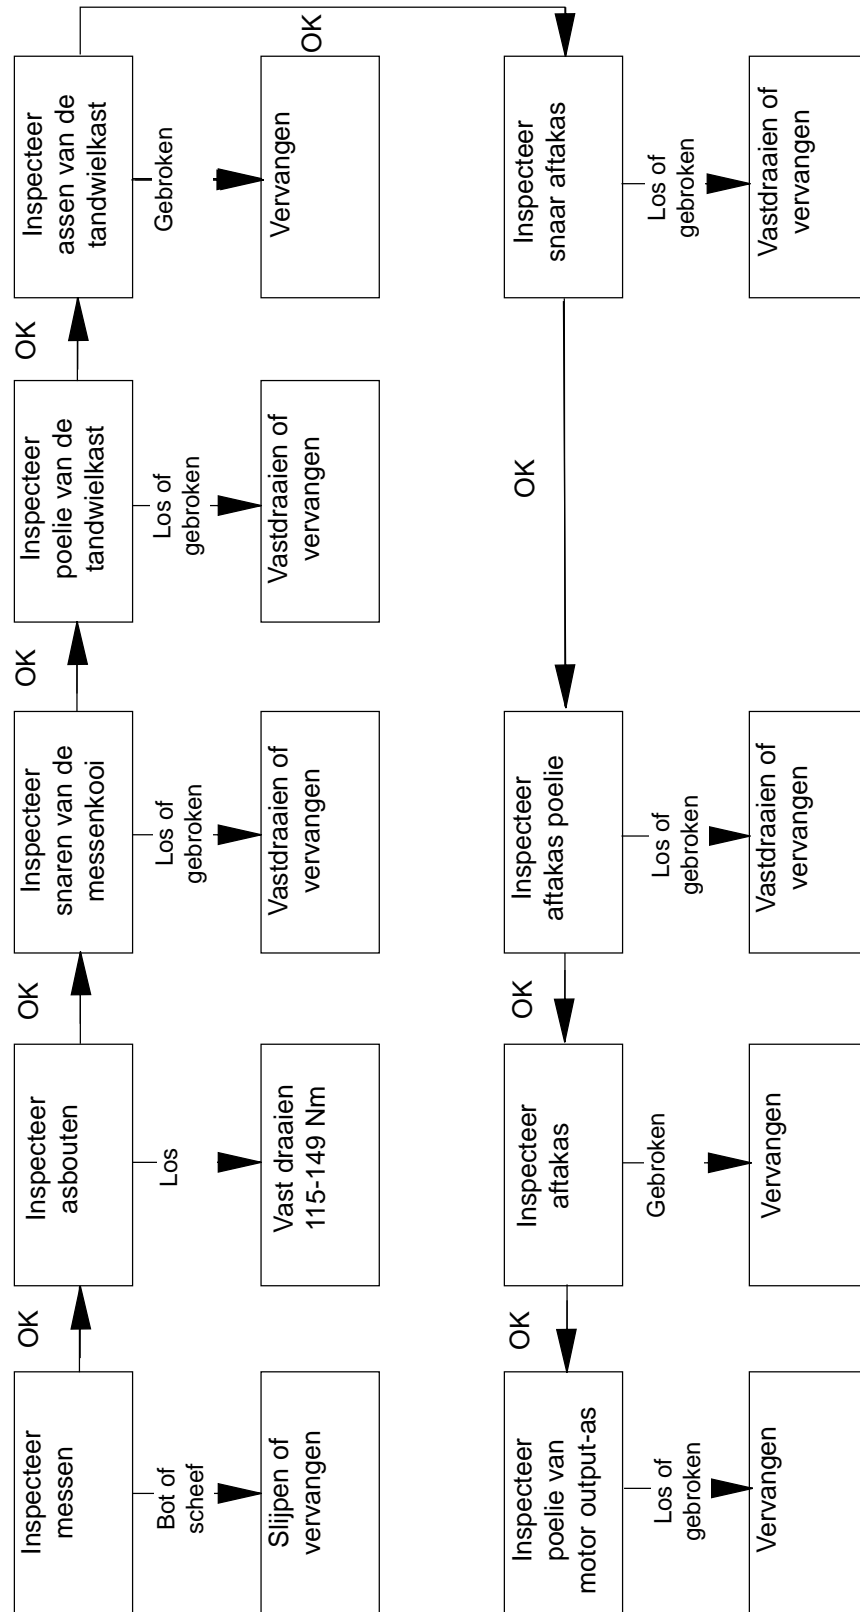 Inspecteer
messen
Bot of
scheef
Slijpen of
vervangen
OK
Inspecteer
asbouten
Los
Vast draaien
115-149 Nm
OK
Inspecteer
snaren van de
messenkooi
Los of
gebroken
Vastdraaien of
vervangen
OK
Inspecteer
poelie van de
tandwielkast
Los of
gebroken
Vastdraaien of
vervangen
OK
Inspecteer
assen van de
tandwielkast
Gebroken
Vervangen
OK
Inspecteer
snaar aftakas
Los of
gebroken
Vastdraaien of
vervangen
OK
Inspecteer
aftakas poelie
Los of
gebroken
Vastdraaien of
vervangen
OK
Inspecteer
aftakas
Gebroken
Vervangen
OK
Inspecteer
poelie van
motor output-as
Los of
gebroken
Vervangen